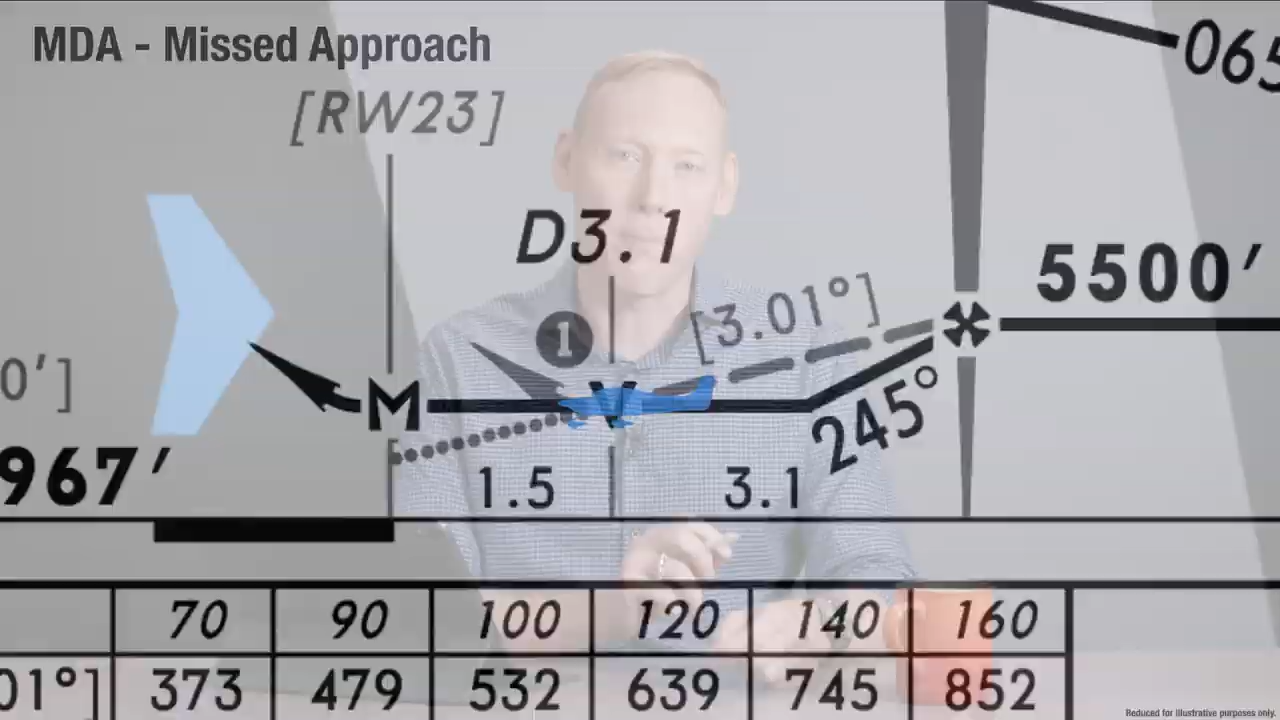 MDA - Missed Approach
065
[RW23]
D3.1
5500'
[3.01°]
1
0']
M
V
245°
967'
1.5
3.1
70 90 100 120 140 160
01°] 373 479 532 639 745 852
Reduced for illustrative purposes only.